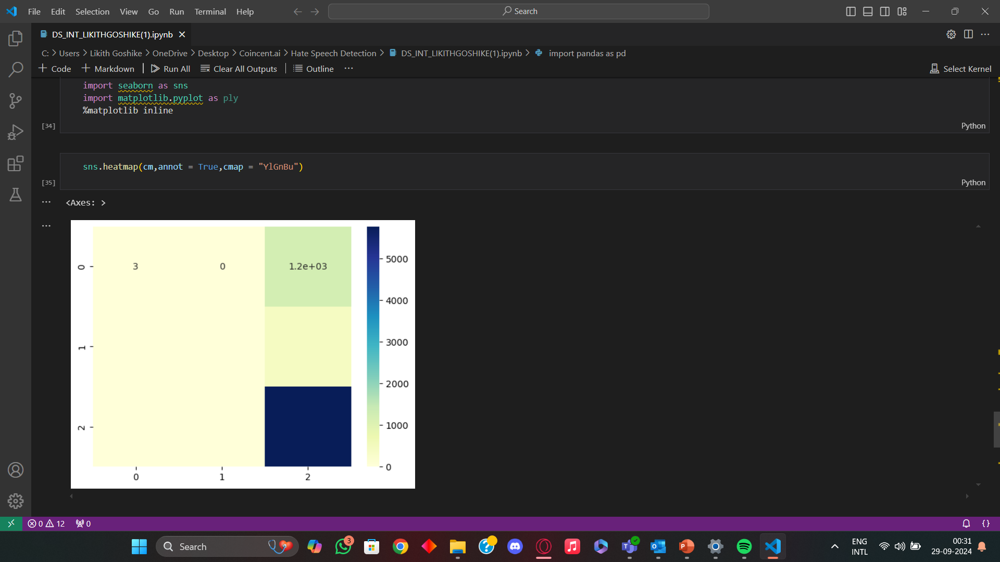 File Edit Selection View Go Run Terminal Help Search
DS_INT_LIKITHGOSHIKE(1).ipynb
C: > Users > Likith Goshike > OneDrive > Desktop > Coincent.ai > Hate Speech Detection > DS_INT_LIKITHGOSHIKE(1).ipynb > import pandas as pd
+ Code + Markdown | Run All Clear All Outputs | Outline ... Select Kernel
import seaborn as sns
import matplotlib.pyplot as ply
%matplotlib inline
[34] Python
sns.heatmap(cm,annot = True,cmap = "YlGnBu")
[35] Python
... <Axes: >
...
5000
0 3 0 1.2e+03
4000
3000
1
2000
2 1000
0
0 1 2
0 12 0 {}
Search 3 T O P ENG INTL 00:31
29-09-2024